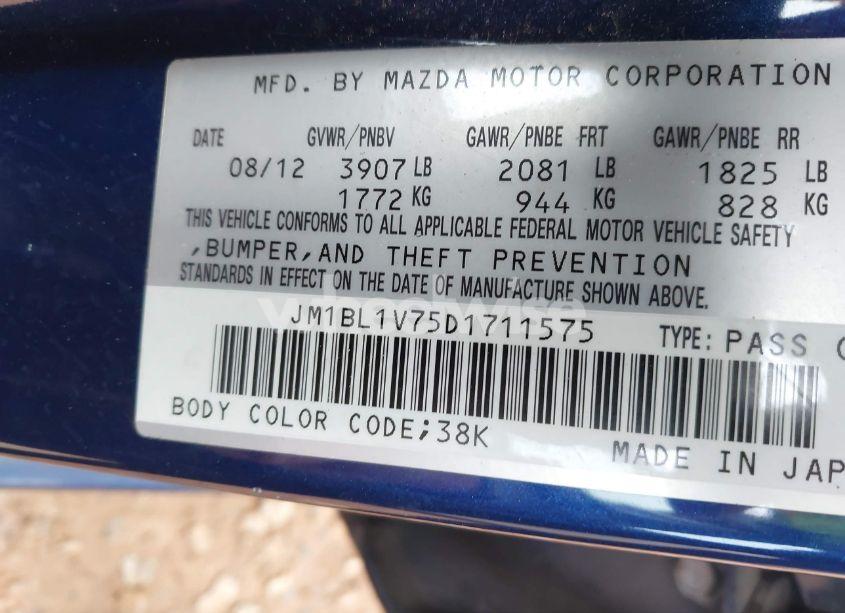 MFD. BY MAZDA MOTOR CORPORATION
DATE GVWR/PNBV GAWR/PNBE FRT GAWR/PNBE RR
08/12 3907 LB 2081 LB 1825 LB
1772 KG 944 KG 828 KG
THIS VEHICLE CONFORMS TO ALL APPLICABLE FEDERAL MOTOR VEHICLE SAFETY
,BUMPER,AND THEFT PREVENTION
STANDARDS IN EFFECT ON THE DATE OF MANUFACTURE SHOWN ABOVE.
JM1BL1V75D1711575 TYPE: PASS
BODY COLOR CODE;38K
MADE IN JAP